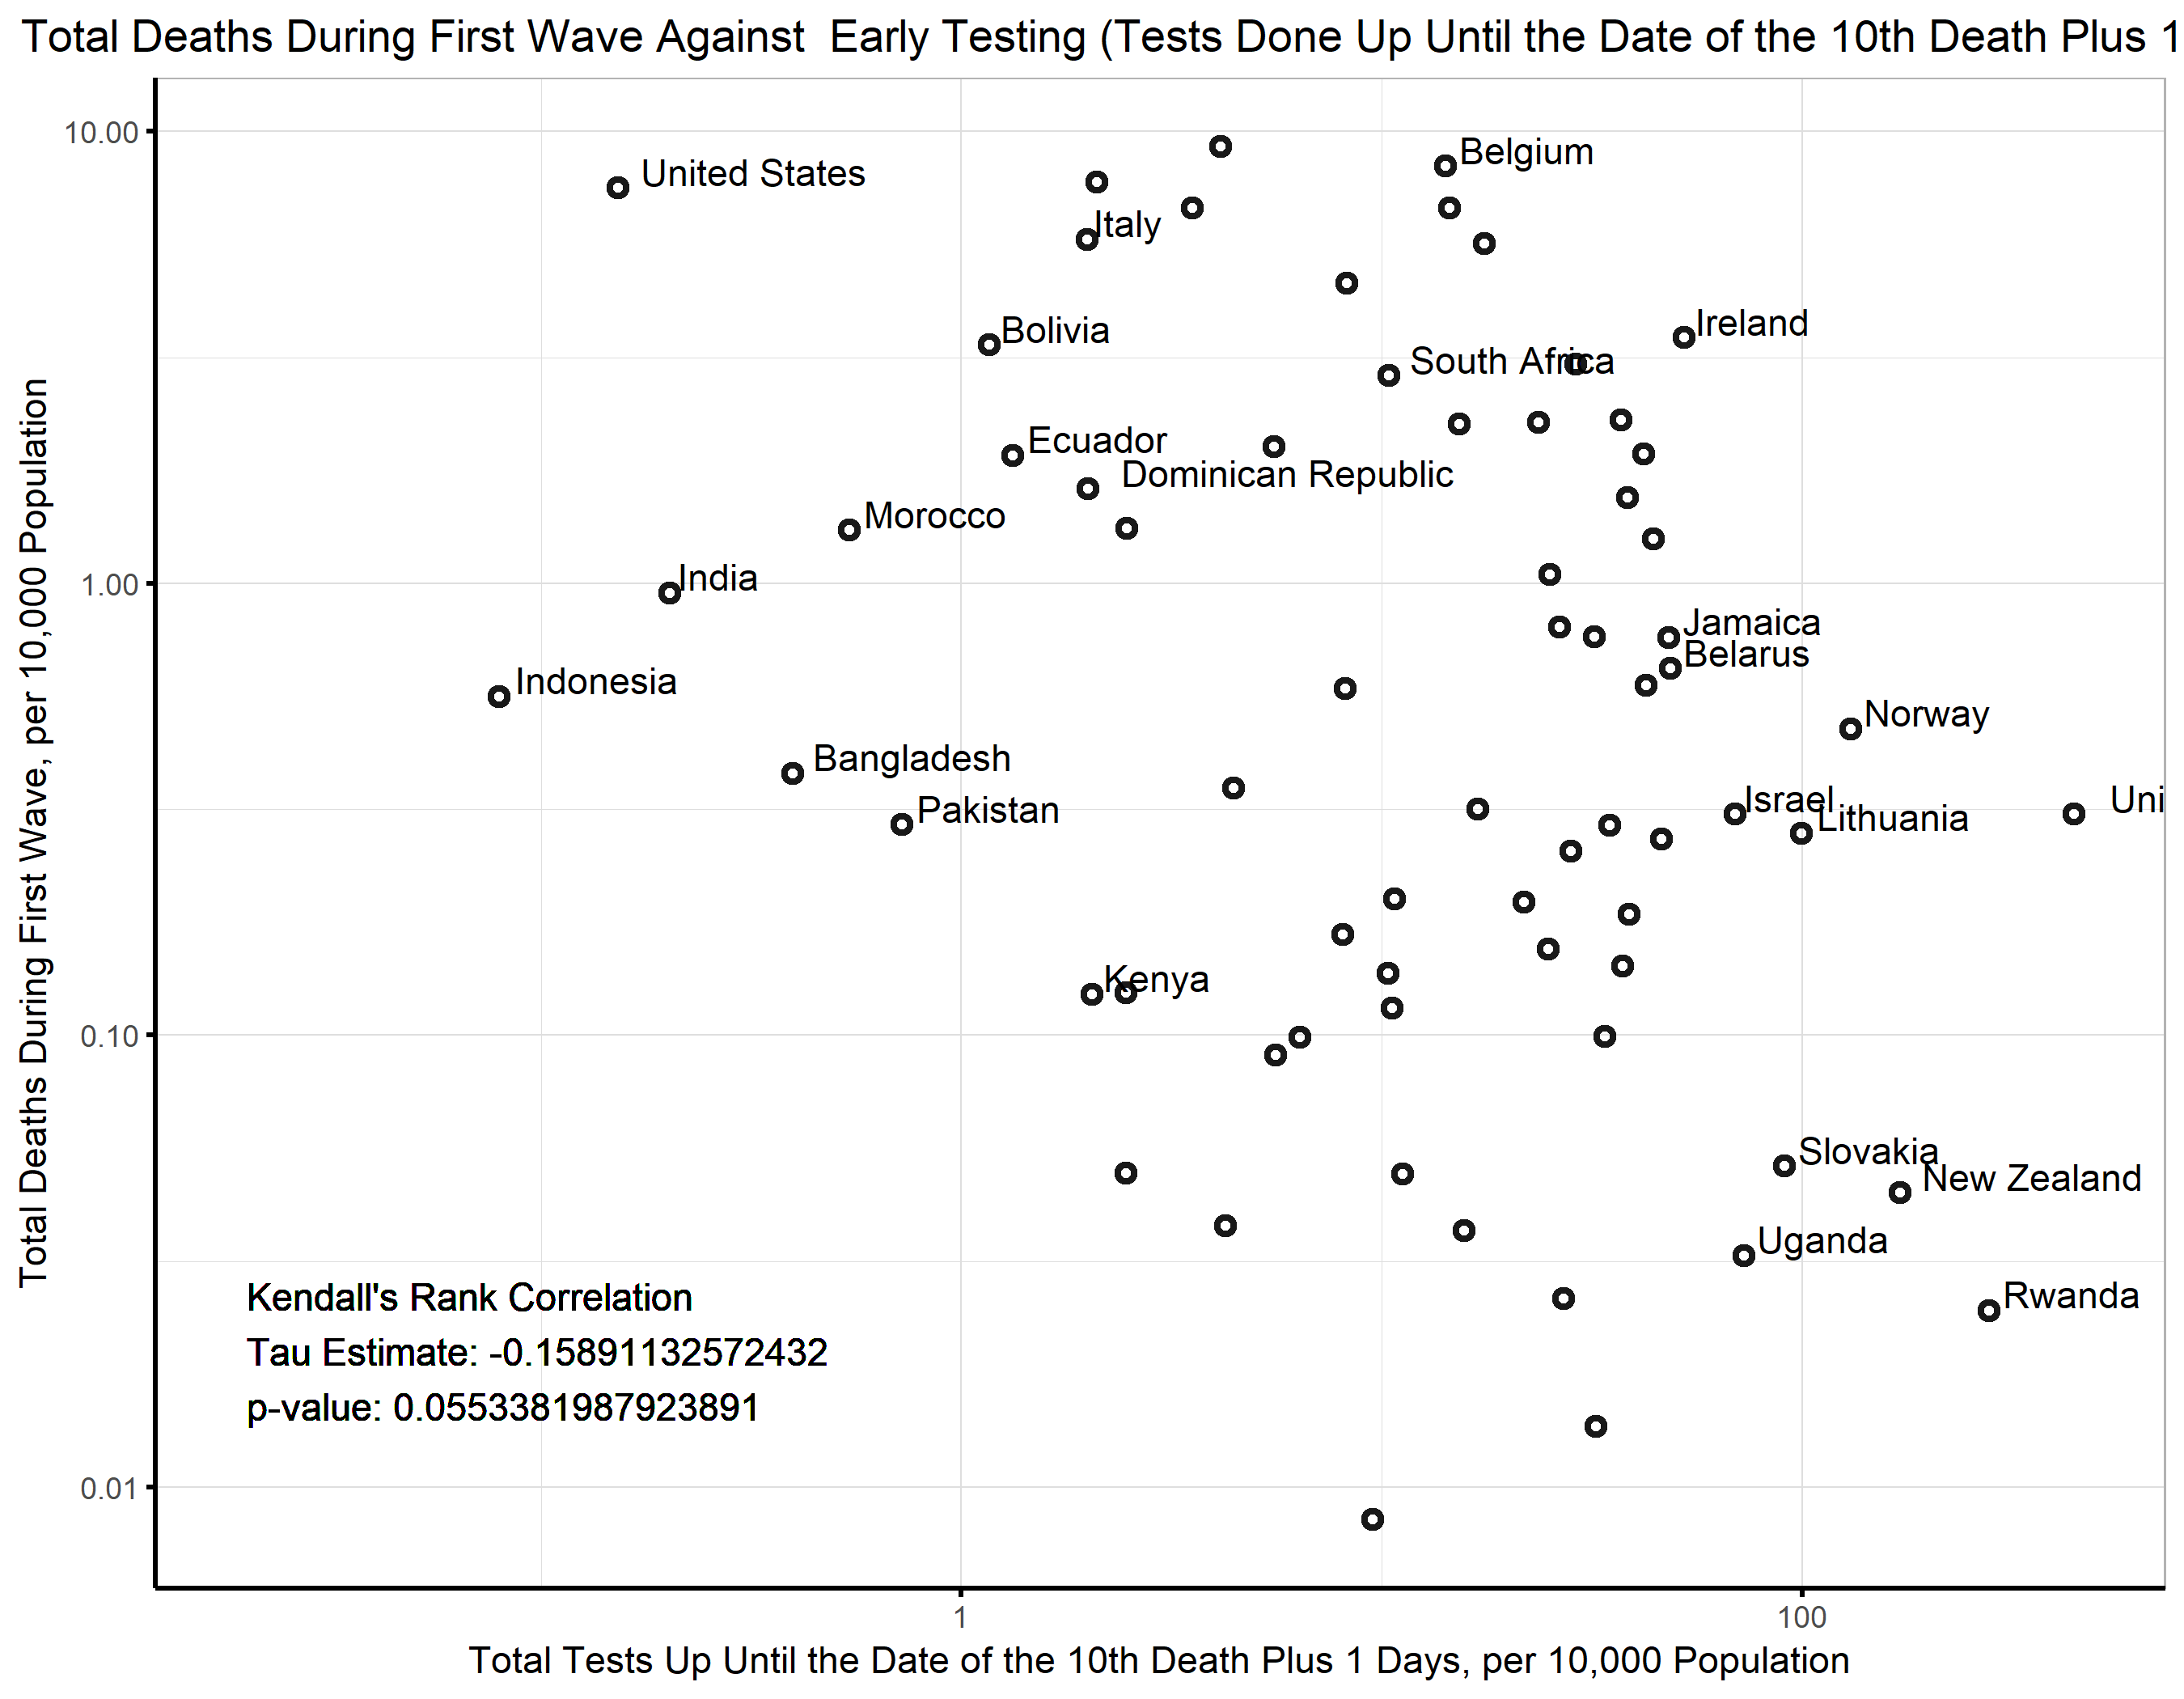 Total Deaths During First Wave Against  Early Testing (Tests Done Up Until the Date of the 10th Death Plus 1
Total Deaths During First Wave, per 10,000 Population
10.00
1.00
0.10
0.01
United States
Belgium
Italy
Bolivia
Ireland
South Africa
Ecuador
Dominican Republic
Morocco
India
Jamaica
Belarus
Indonesia
Norway
Bangladesh
Pakistan
Israel
Uni
Lithuania
Kenya
Slovakia
New Zealand
Uganda
Rwanda
Kendall's Rank Correlation
Tau Estimate: -0.15891132572432
p-value: 0.0553381987923891
1
100
Total Tests Up Until the Date of the 10th Death Plus 1 Days, per 10,000 Population